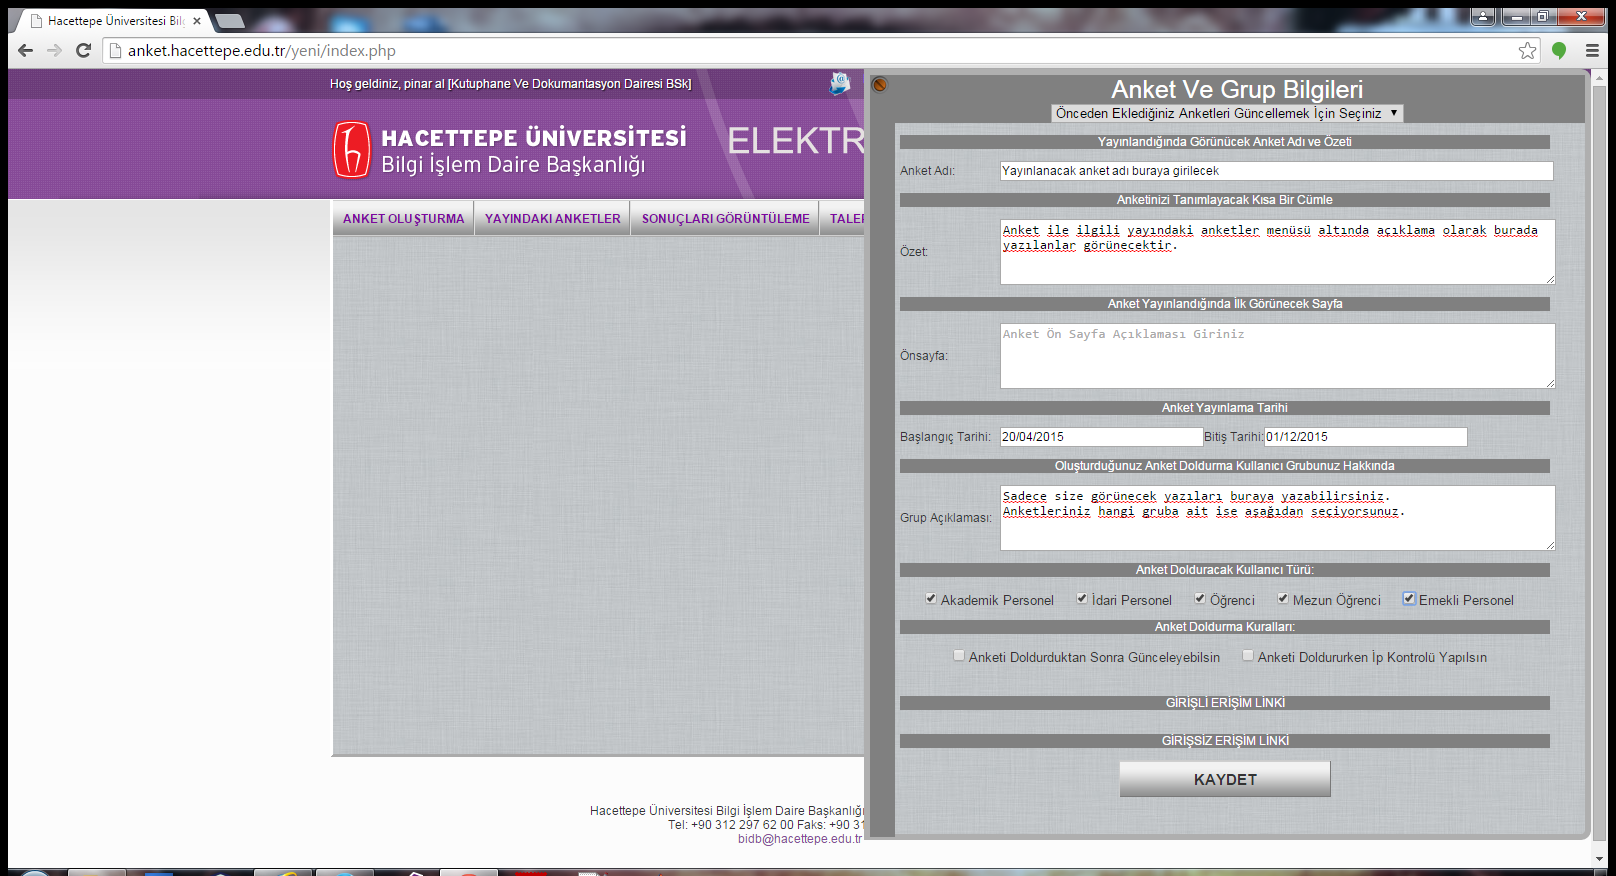 Hacettepe Üniversitesi Bilg
anket.hacettepe.edu.tr/yeni/index.php
Hoş geldiniz, pinar al [Kutuphane Ve Dokumantasyon Dairesi BSk]
HACETTEPE ÜNİVERSİTESİ
Bilgi İşlem Daire Başkanlığı
ELEKTR
ANKET OLUŞTURMA
YAYINDAKI ANKETLER
SONUÇLARI GÖRÜNTÜLEME
TALEP
Anket Ve Grup Bilgileri
Önceden Eklediğiniz Anketleri Güncellemek İçin Seçiniz
Yayınlandığında Görünücek Anket Adı ve Özeti
Anket Adı: Yayınlanacak anket adı buraya girilecek
Anketinizi Tanımlayacak Kısa Bir Cümle
Özet:
Anket ile ilgili yayındaki anketler menüsü altında açıklama olarak burada
yazılanlar görünecektir.
Anket Yayınlandığında İlk Görünecek Sayfa
Önsayfa:
Anket Ön Sayfa Açıklaması Giriniz
Anket Yayınlama Tarihi
Başlangıç Tarihi: 20/04/2015 Bitiş Tarihi: 01/12/2015
Oluşturduğunuz Anket Doldurma Kullanıcı Grubunuz Hakkında
Grup Açıklaması:
Sadece size görünecek yazıları buraya yazabilirsiniz.
Anketleriniz hangi gruba ait ise aşağıdan seçiyorsunuz.
Anket Dolduracak Kullanıcı Türü:
Akademik Personel İdari Personel Öğrenci Mezun Öğrenci Emekli Personel
Anket Doldurma Kuralları:
Anketi Doldurduktan Sonra Günceleyebilsin Anketi Doldururken İp Kontrolü Yapılsın
GİRİŞLİ ERİŞİM LİNKİ
GİRİŞSİZ ERİŞİM LİNKİ
KAYDET
Hacettepe Üniversitesi Bilgi İşlem Daire Başkanlığı
Tel: +90 312 297 62 00 Faks: +90 31
bidb@hacettepe.edu.tr